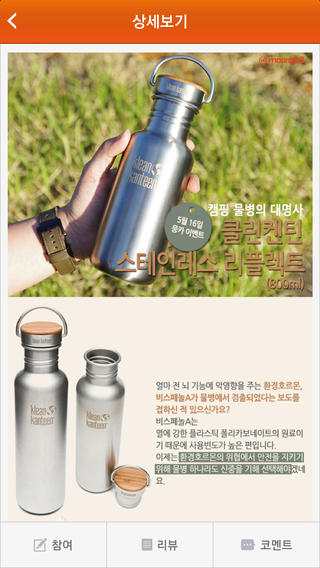 상세보기
klean
kanteen
캠핑 물병의 대명사
5월 16일
몽카 이벤트
클린켄틴
스테인레스 리플렉트
(800ml)
klean
kanteen
klean
kanteen
얼마 전 뇌 기능에 악영향을 주는 환경호르몬,
비스페놀A가 물병에서 검출되었다는 보도를
접하신 적 있으신가요?
비스페놀A는
열에 강한 플라스틱 폴리카보네이트의 원료이
기 때문에 사용빈도가 높은 편입니다.
이제는 환경호르몬의 위협에서 안전을 지키기
위해 물병 하나라도 신중을 기해 선택해야겠네
요.
참여
리뷰
코멘트